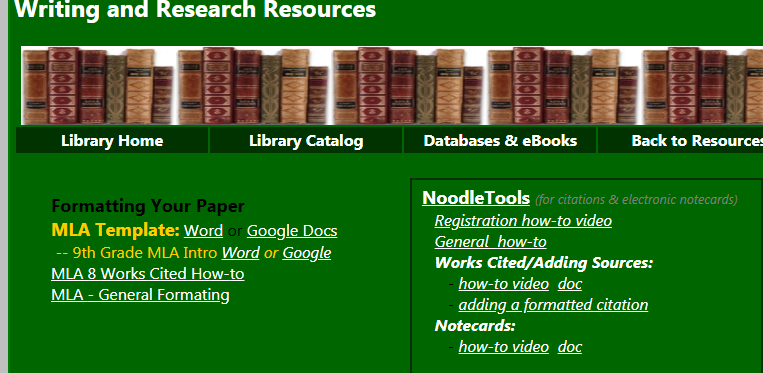 Writing and Research Resources
Library Home
Library Catalog
Databases & eBooks
Back to Resources
Formatting Your Paper
MLA Template: Word or Google Docs
-- 9th Grade MLA Intro Word or Google
MLA 8 Works Cited How-to
MLA - General Formating
NoodleTools (for citations & electronic notecards)
Registration how-to video
General how-to
Works Cited/Adding Sources:
- how-to video doc
- adding a formatted citation
Notecards:
- how-to video doc